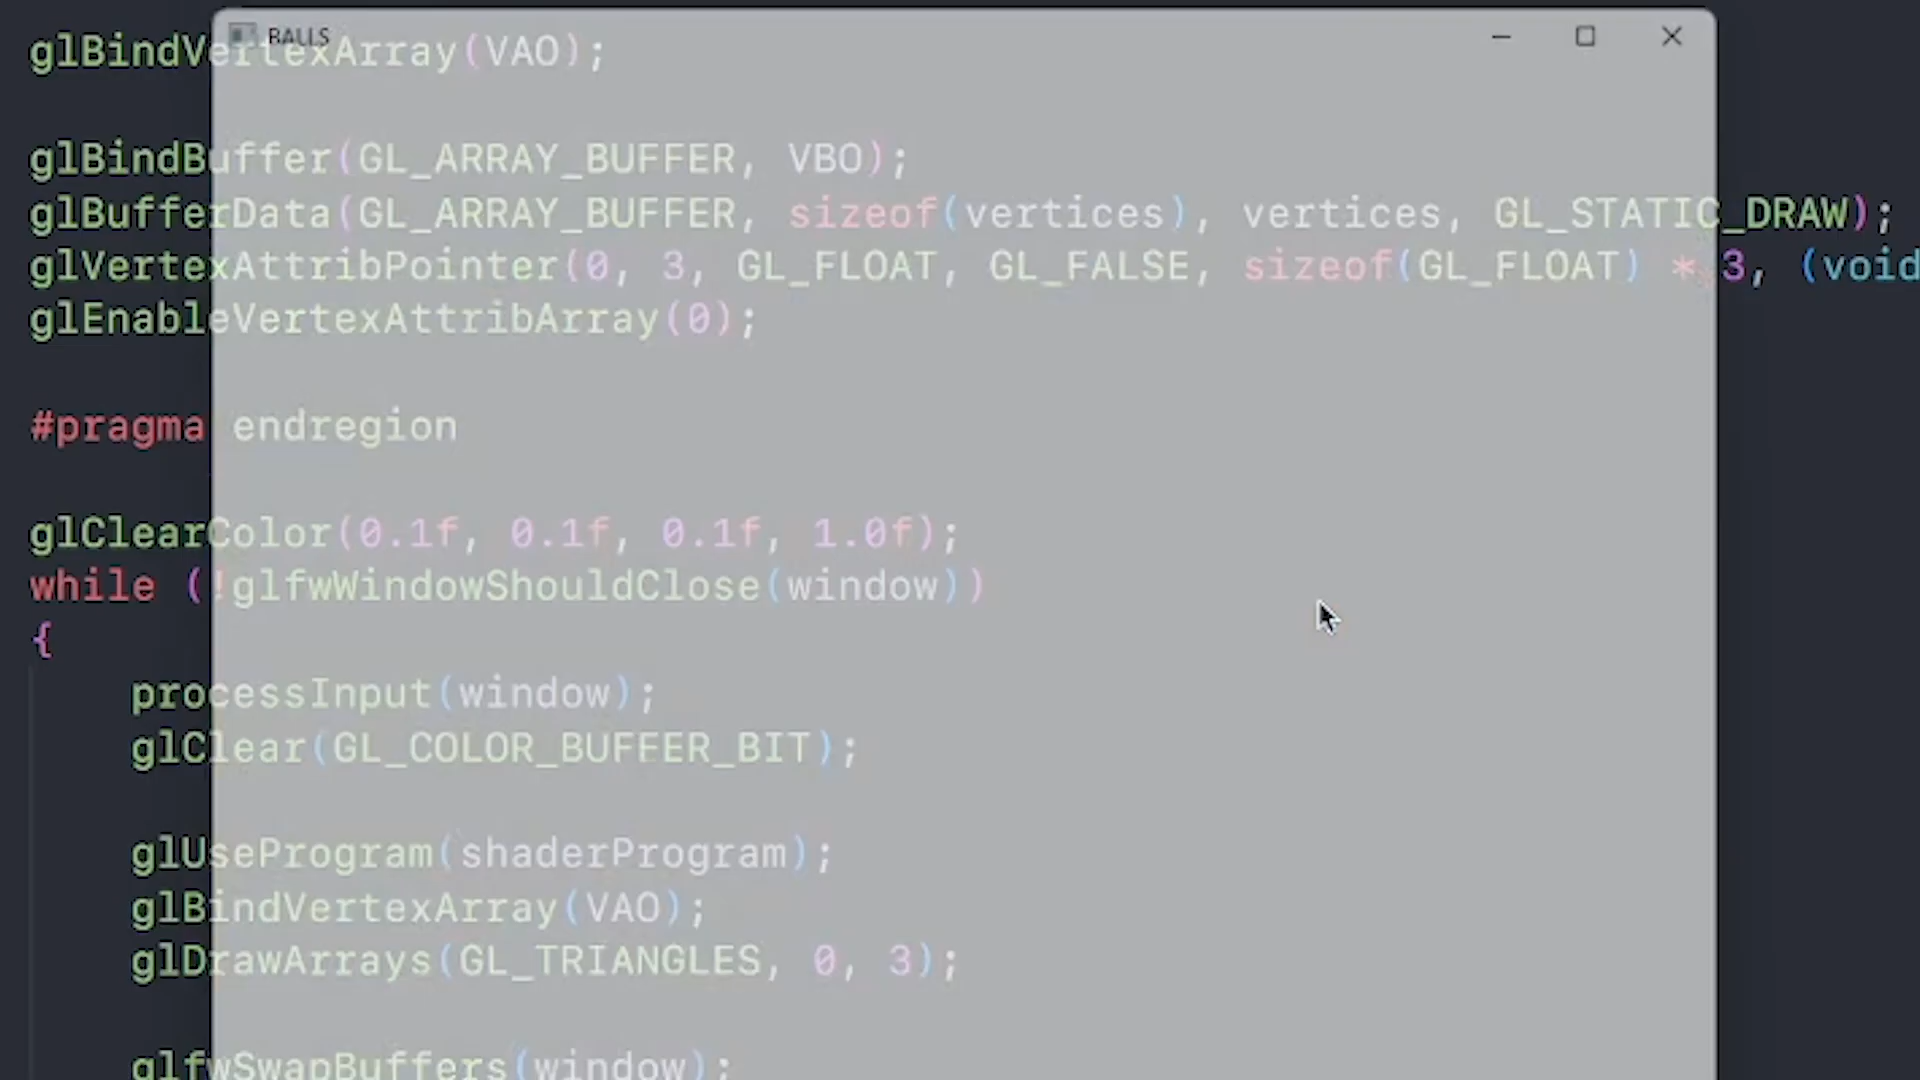 BALLS
glBindVertexArray(VAO);
glBindBuffer(GL_ARRAY_BUFFER, VBO);
glBufferData(GL_ARRAY_BUFFER, sizeof(vertices), vertices, GL_STATIC_DRAW);
glVertexAttribPointer(0, 3, GL_FLOAT, GL_FALSE, sizeof(GL_FLOAT) * 3, (void
glEnableVertexAttribArray(0);
#pragma endregion
glClearColor(0.1f, 0.1f, 0.1f, 1.0f);
while (!glfwWindowShouldClose(window))
{
processInput(window);
glClear(GL_COLOR_BUFFER_BIT);
glUseProgram(shaderProgram);
glBindVertexArray(VAO);
glDrawArrays(GL_TRIANGLES, 0, 3);
glfwSwapBuffers(window);